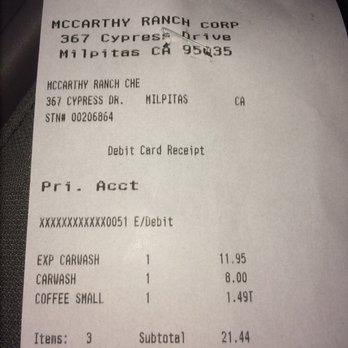 MCCARTHY RANCH CORP
367 Cypress Drive
Milpitas CA 95035
MCCARTHY RANCH CHE
367 CYPRESS DR. MILPITAS CA
STN# 00206864
Debit Card Receipt
Pri. Acct
XXXXXXXXXXXX0051 E/Debit
EXP CARWASH 1 11.95
CARWASH 1 8.00
COFFEE SMALL 1 1.49T
Items: 3 Subtotal 21.44